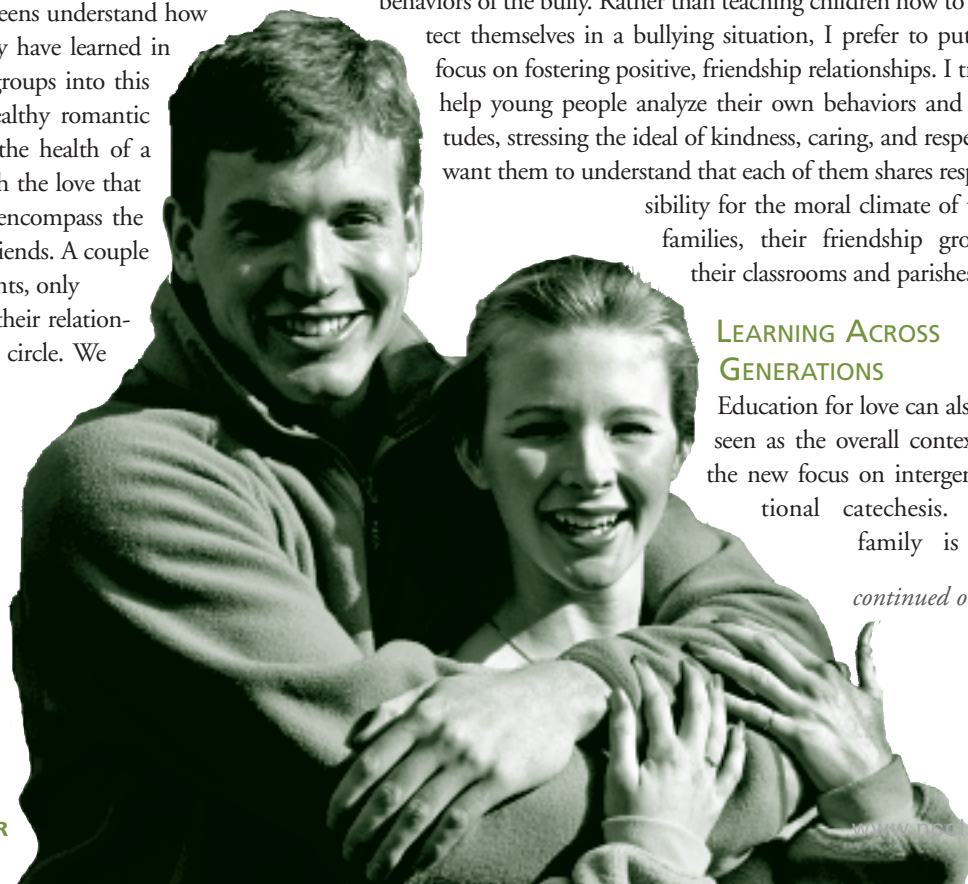 eens understand how
y have learned in
groups into this
ealthy romantic
the health of a
h the love that
encompass the
iends. A couple
nts, only
their relation-
circle. We
behaviors of the bully. Rather than teaching children how to
tect themselves in a bullying situation, I prefer to put
focus on fostering positive, friendship relationships. I t
help young people analyze their own behaviors and
tudes, stressing the ideal of kindness, caring, and respe
want them to understand that each of them shares resp
sibility for the moral climate of
families, their friendship gro
their classrooms and parishes
LEARNING ACROSS
GENERATIONS
Education for love can als
seen as the overall contex
the new focus on interger
tional catechesis.
family is
continued o
R
www.